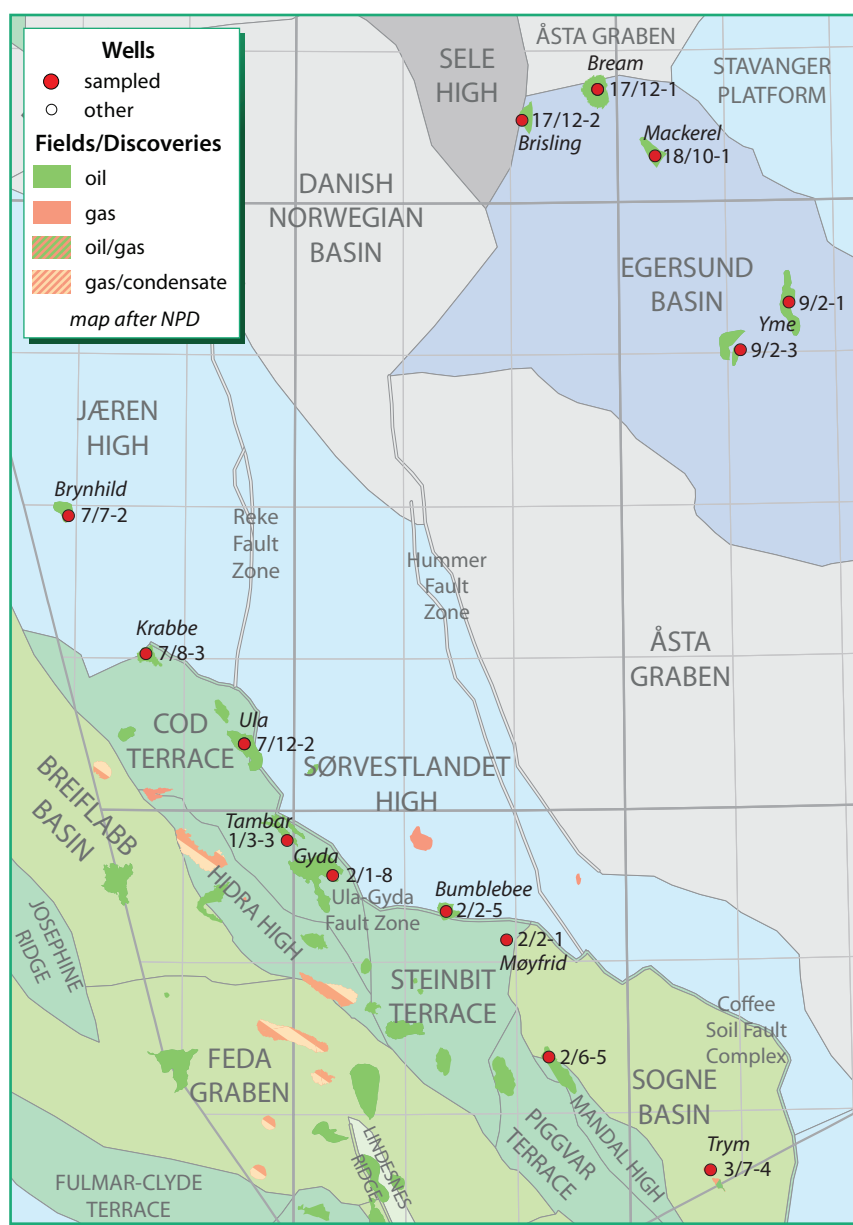 Wells
sampled
other
Fields/Discoveries
oil
gas
oil/gas
gas/condensate
map after NPD
ÅSTA GRABEN
SELE
HIGH
Bream
17/12-1
STAVANGER
PLATFORM
17/12-2
Brisling
Mackerel
18/10-1
DANISH
NORWEGIAN
BASIN
EGERSUND
BASIN
9/2-1
Yme
9/2-3
JÆREN
HIGH
Brynhild
7/7-2
Reke
Fault
Zone
Hummer
Fault
Zone
Krabbe
7/8-3
ÅSTA
GRABEN
COD
TERRACE
Ula
7/12-2
BREIFLABB
BASIN
SØRVESTLANDET
HIGH
Tambar
1/3-3
Gyda
2/1-8
Ula-Gyda
Fault Zone
Bumblebee
2/2-5
HIDRA HIGH
JOSEPHINE
RIDGE
2/2-1
Møyfrid
STEINBIT
TERRACE
Coffee
Soil Fault
Complex
FEDA
GRABEN
2/6-5
SOGNE
BASIN
MANDAL HIGH
PIGGVAR
TERRACE
LINDESNES
RIDGE
Trym
3/7-4
FULMAR-CLYDE
TERRACE